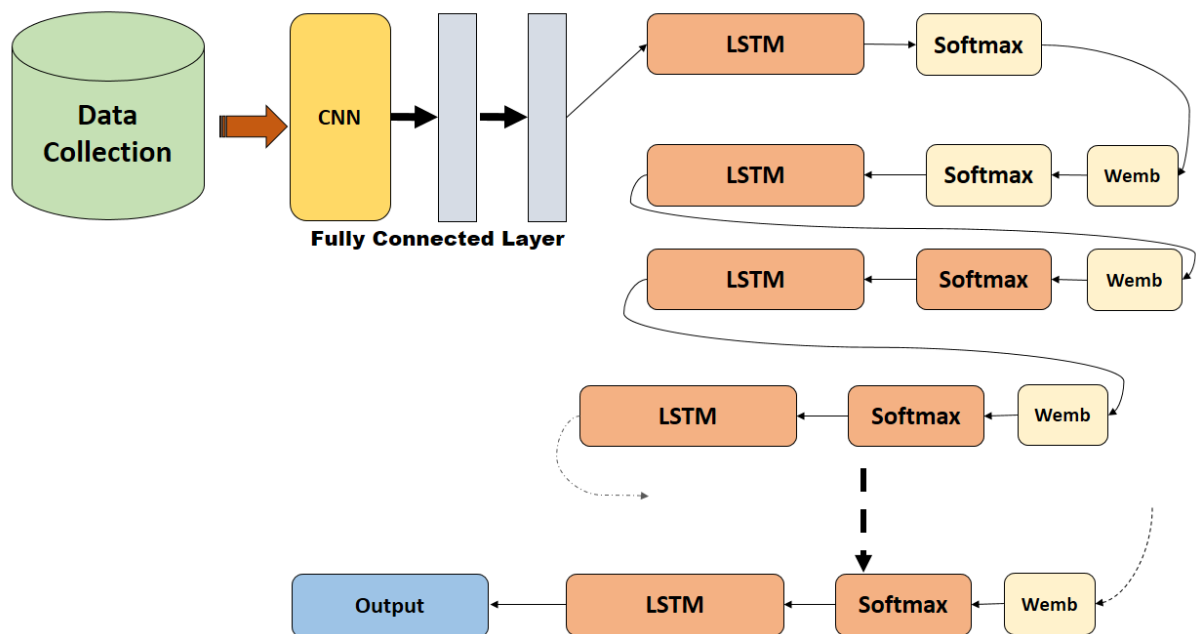 Data
Collection
CNN
Fully Connected Layer
LSTM
Softmax
LSTM
Softmax
Wemb
LSTM
Softmax
Wemb
LSTM
Softmax
Wemb
Output
LSTM
Softmax
Wemb